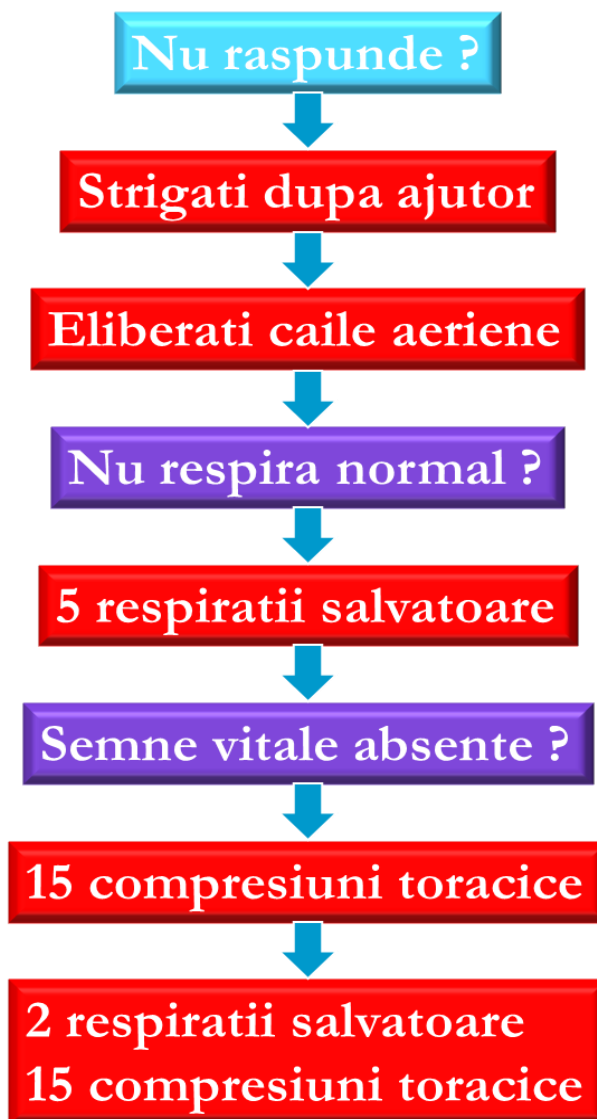 Nu raspunde ?
Strigati dupa ajutor
Eliberati caile aeriene
Nu respira normal ?
5 respiratii salvatoare
Semne vitale absente ?
15 compresiuni toracice
2 respiratii salvatoare
15 compresiuni toracice